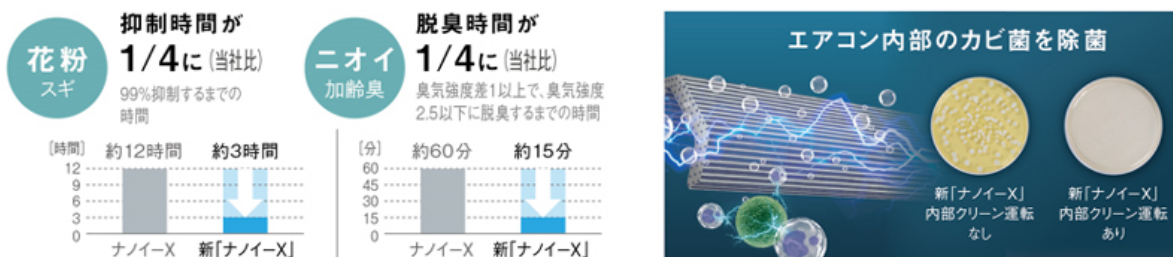 花粉
スギ
抑制時間が
1/4に(当社比)
99%抑制するまでの
時間
[時間] 約12時間 約3時間
12
9
6
3
0
ナノイーX 新「ナノイーX」
ニオイ
加齢臭
脱臭時間が
1/4に(当社比)
臭気強度差1以上で、臭気強度
2.5以下に脱臭するまでの時間
[分] 約60分 約15分
60
45
30
15
0
ナノイーX 新「ナノイーX」
エアコン内部のカビ菌を除菌
新「ナノイーX」
内部クリーン運転
なし
新「ナノイーX」
内部クリーン運転
あり